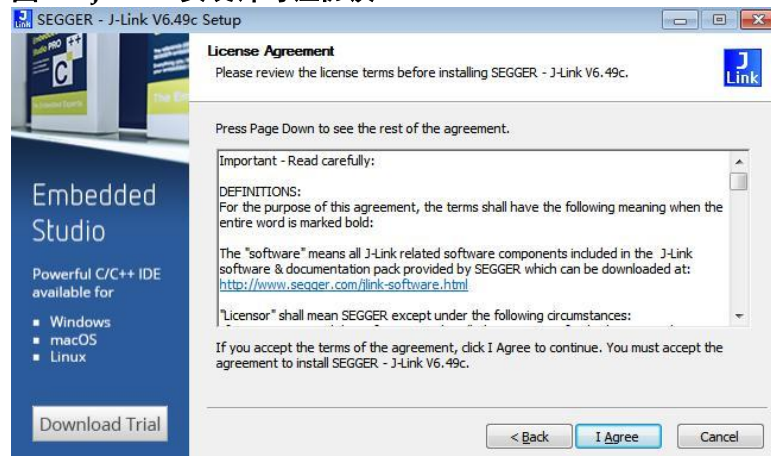 SEGGER - J-Link V6.49c Setup
License Agreement
Please review the license terms before installing SEGGER - J-Link V6.49c.
J
Link
Press Page Down to see the rest of the agreement.
Important - Read carefully:
DEFINITIONS:
For the purpose of this agreement, the terms shall have the following meaning when the
entire word is marked bold:
The "software" means all J-Link related software components included in the J-Link
software & documentation pack provided by SEGGER which can be downloaded at:
http://www.segger.com/jlink-software.html
"Licensor" shall mean SEGGER except under the following circumstances:
If you accept the terms of the agreement, click I Agree to continue. You must accept the
agreement to install SEGGER - J-Link V6.49c.
Embedded
Studio
Powerful C/C++ IDE
available for
Windows
macOS
Linux
Download Trial
< Back
I Agree
Cancel